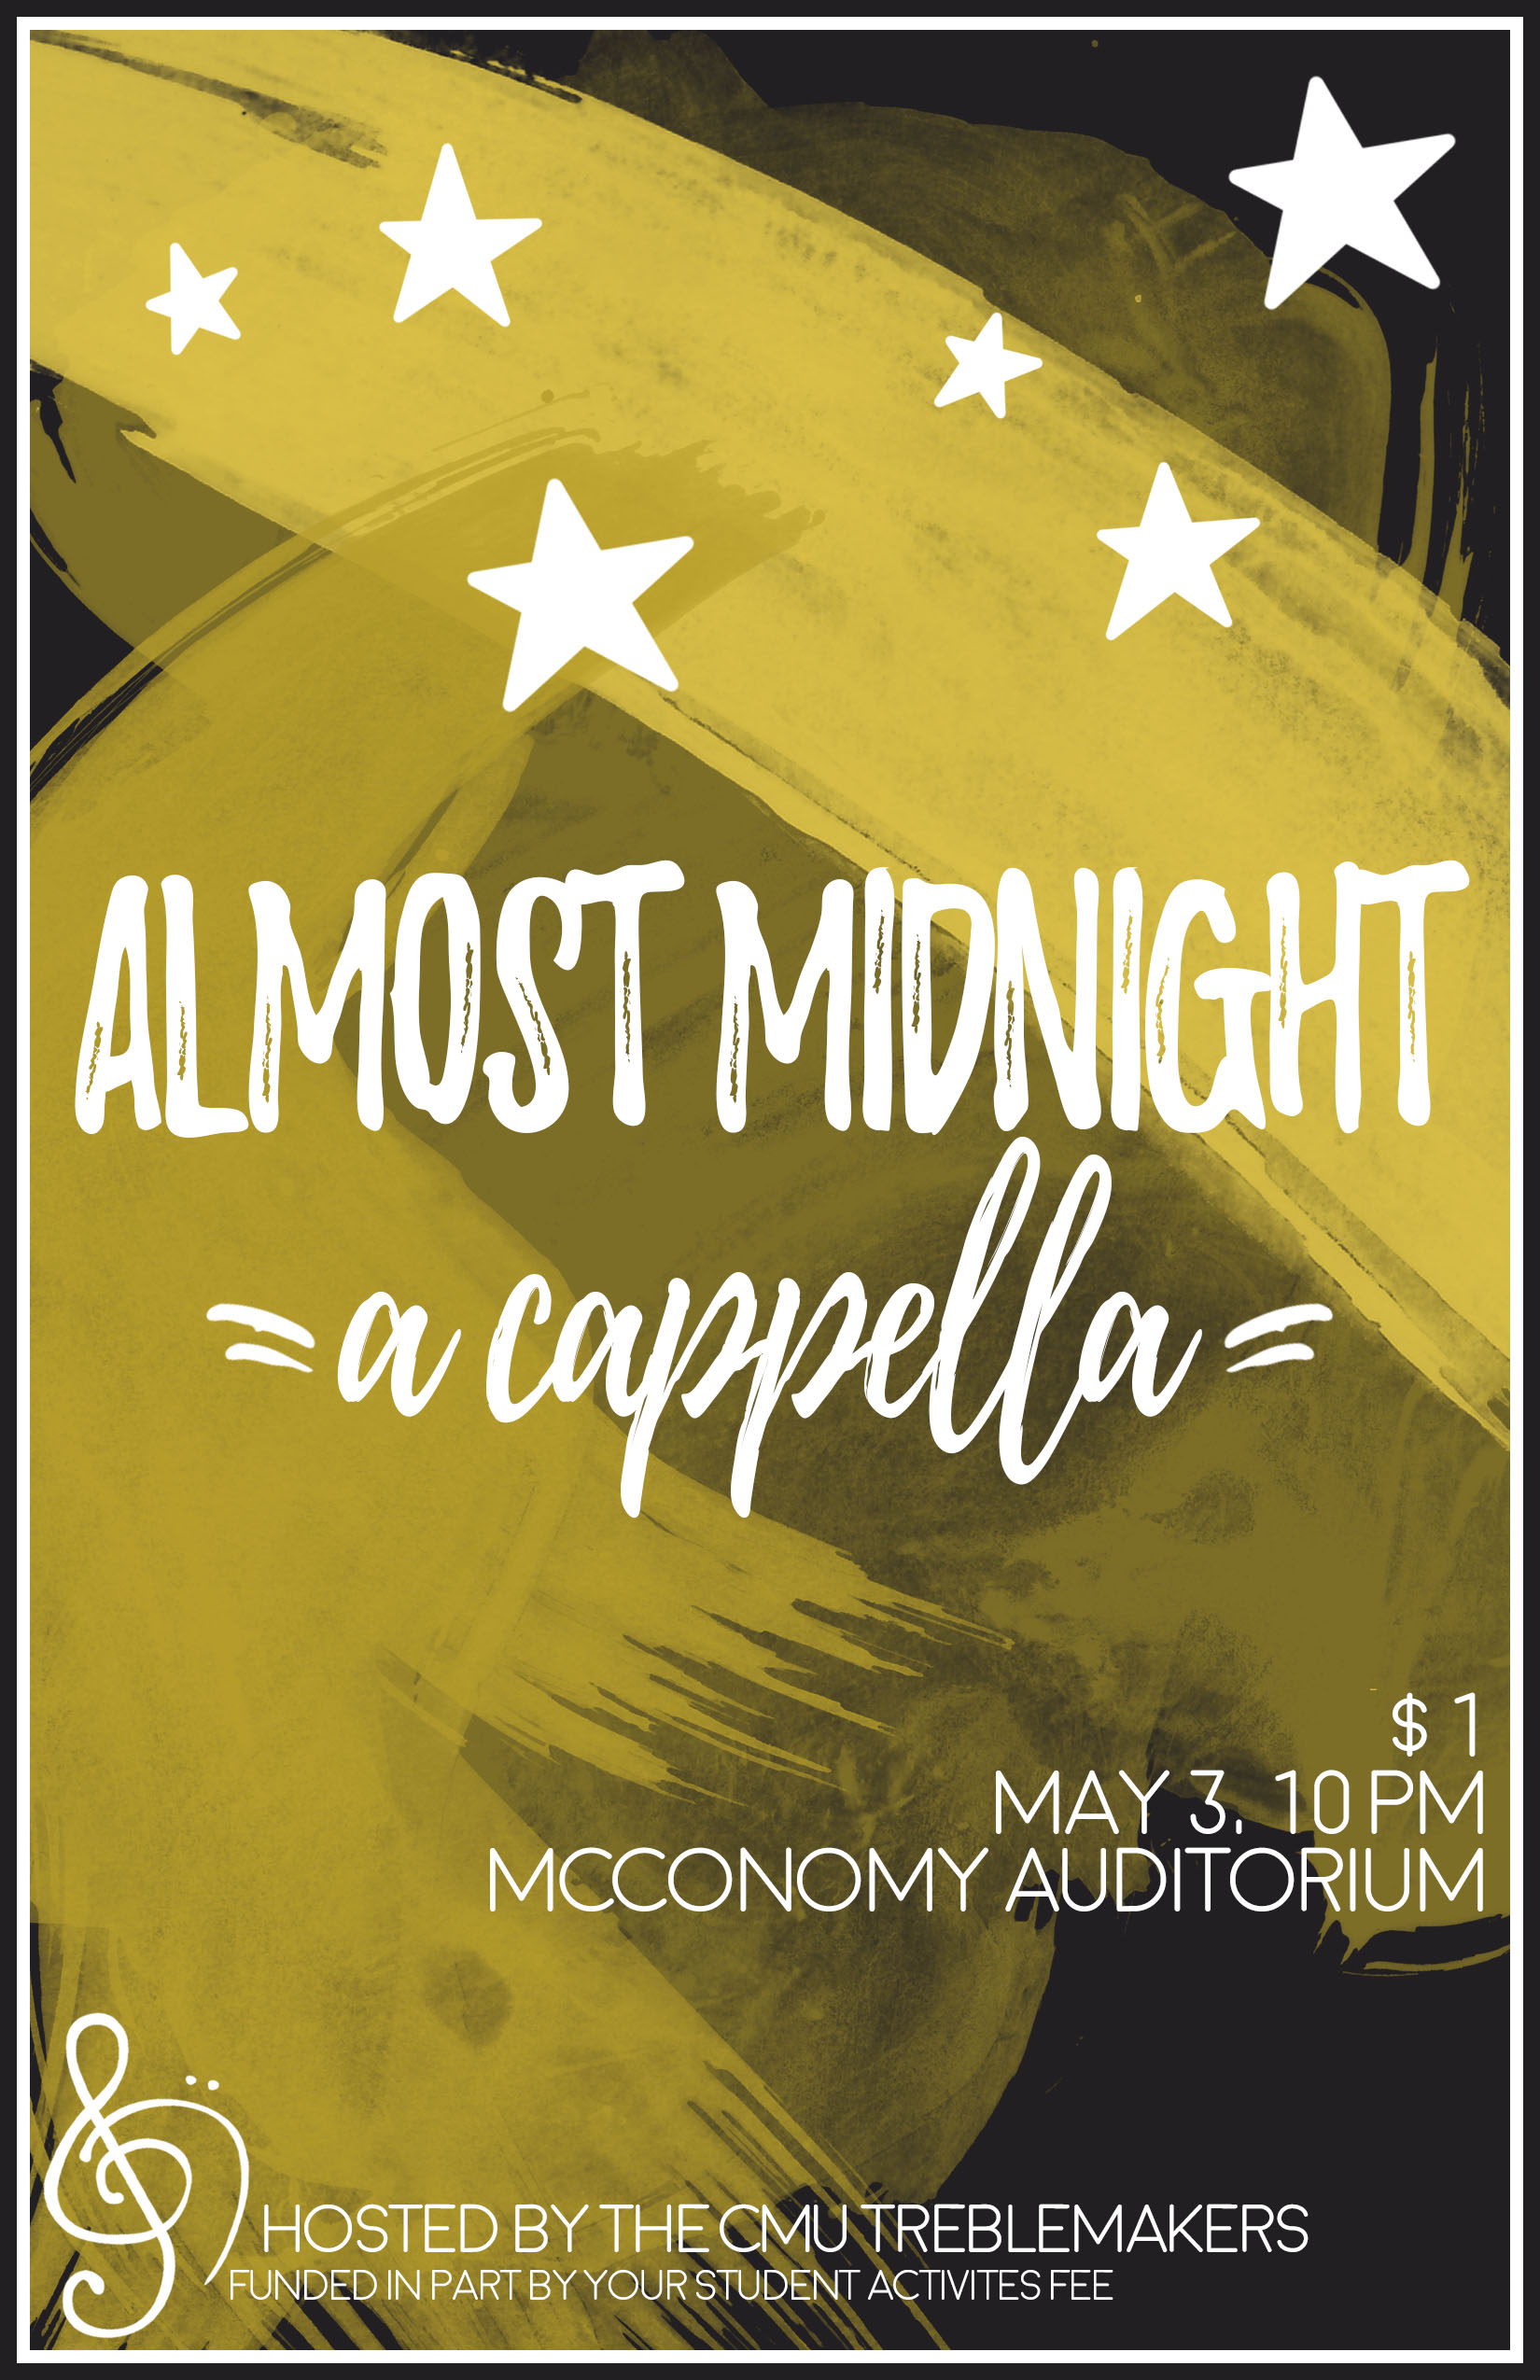 ALMOST MIDNIGHT
a cappella
$ 1
MAY 3, 10 PM
MCCONOMY AUDITORIUM
HOSTED BY THE CMU TREBLEMAKERS
FUNDED IN PART BY YOUR STUDENT ACTIVITES FEE